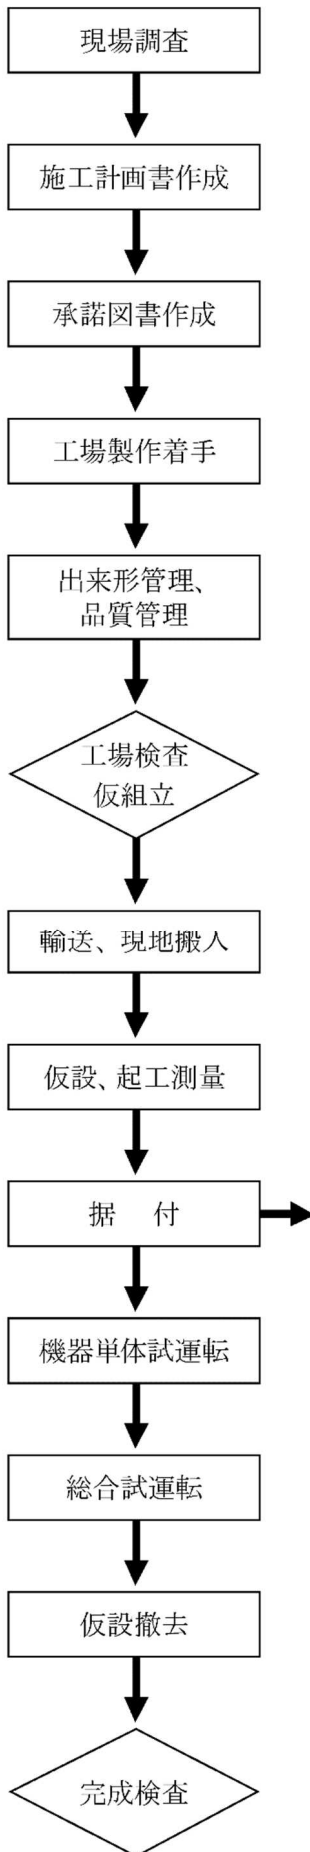 現場調査
施工計画書作成
承諾図書作成
工場製作着手
出来形管理、
品質管理
工場検査
仮組立
輸送、現地搬人
仮設、起工測量
据　付
機器単体試運転
総合試運転
仮設撤去
完成検査